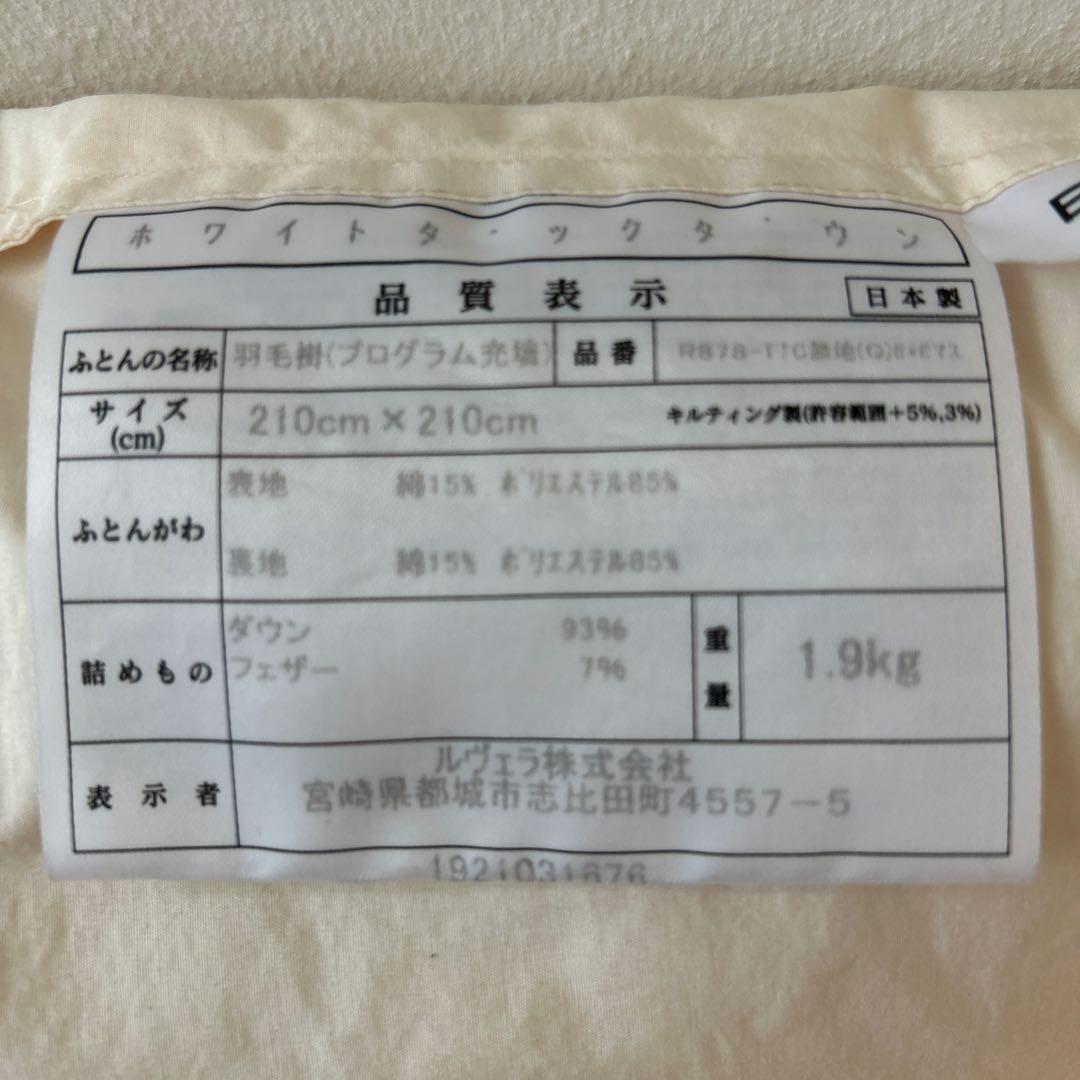 ホワイトダックダウン
品質表示 日本製
ふとんの名称 羽毛樹(プログラム充填) 品番
サイズ(cm) 210cm×210cm キルティング製(許容範囲+5%,3%)
ふとんがわ
表地 綿15% ポリエステル85%
裏地 綿15% ポリエステル85%
詰めもの
ダウン 93%
フェザー 7%
重量 1.9kg
表示者
ルヴェラ株式会社
宮崎県都城市志比田町4557-5